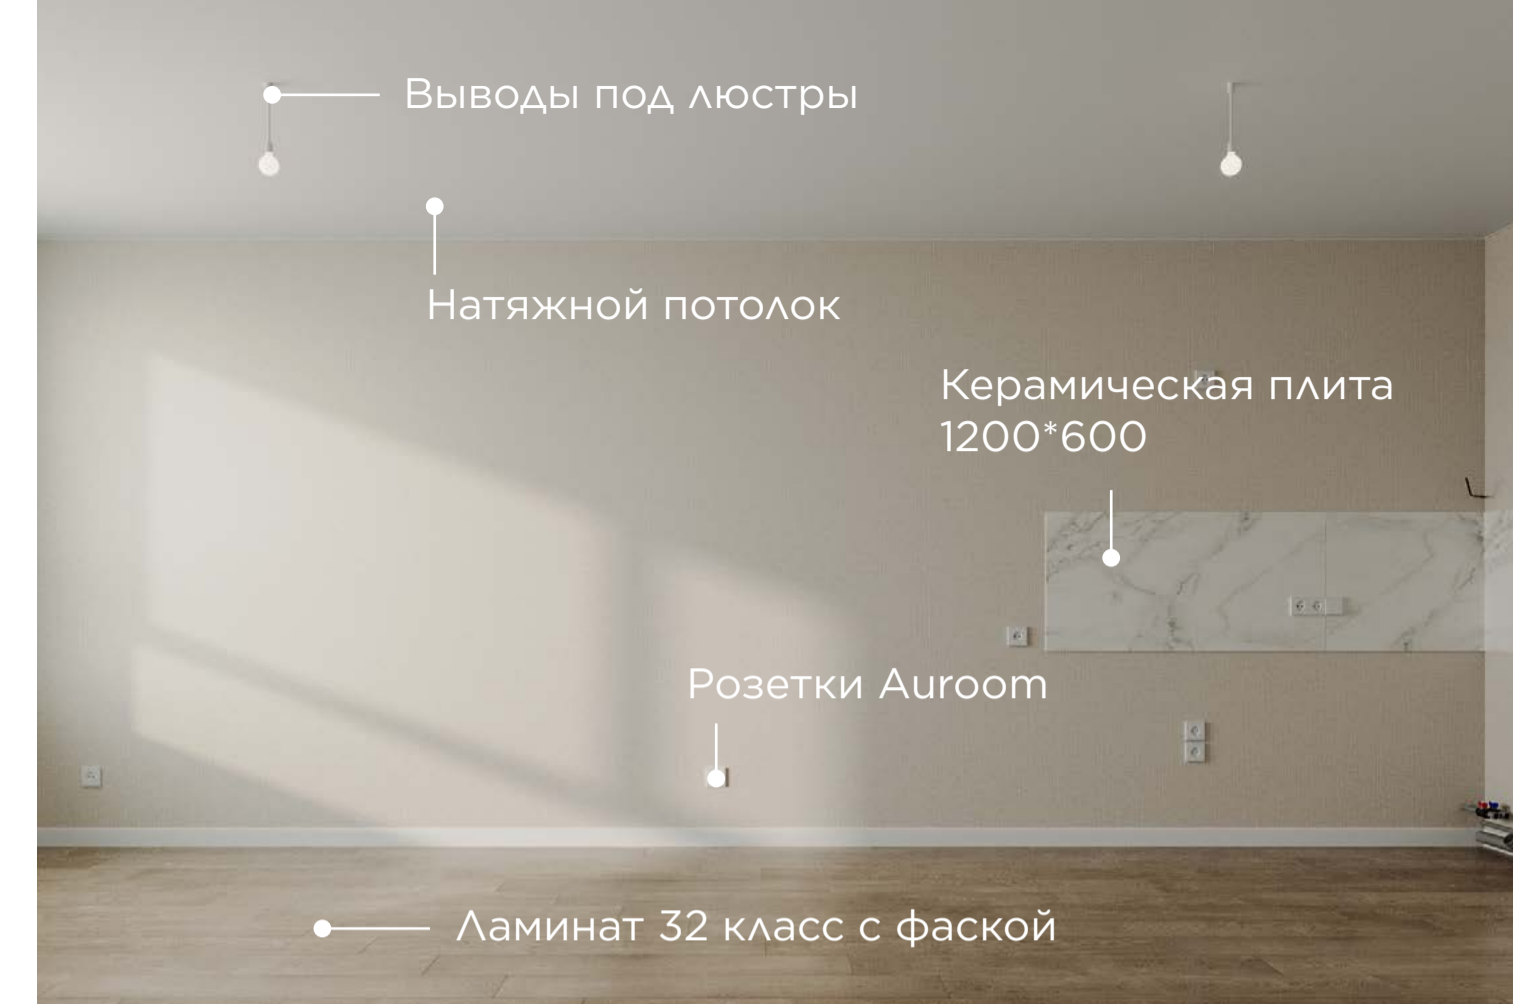 Выводы под люстры
Натяжной потолок
Керамическая плита
1200*600
Розетки Auroom
Ламинат 32 класс с фаской